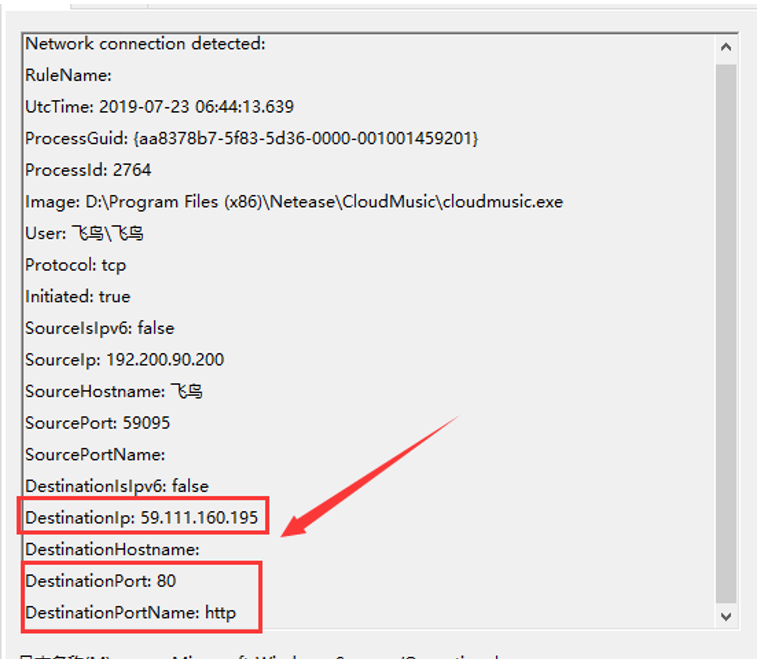 Network connection detected:
RuleName:
UtcTime: 2019-07-23 06:44:13.639
ProcessGuid: {aa8378b7-5f83-5d36-0000-001001459201}
ProcessId: 2764
Image: D:\Program Files (x86)\Netease\CloudMusic\cloudmusic.exe
User: 飞鸟\飞鸟
Protocol: tcp
Initiated: true
SourceIsIpv6: false
SourceIp: 192.200.90.200
SourceHostname: 飞鸟
SourcePort: 59095
SourcePortName:
DestinationIsIpv6: false
DestinationIp: 59.111.160.195
DestinationHostname:
DestinationPort: 80
DestinationPortName: http